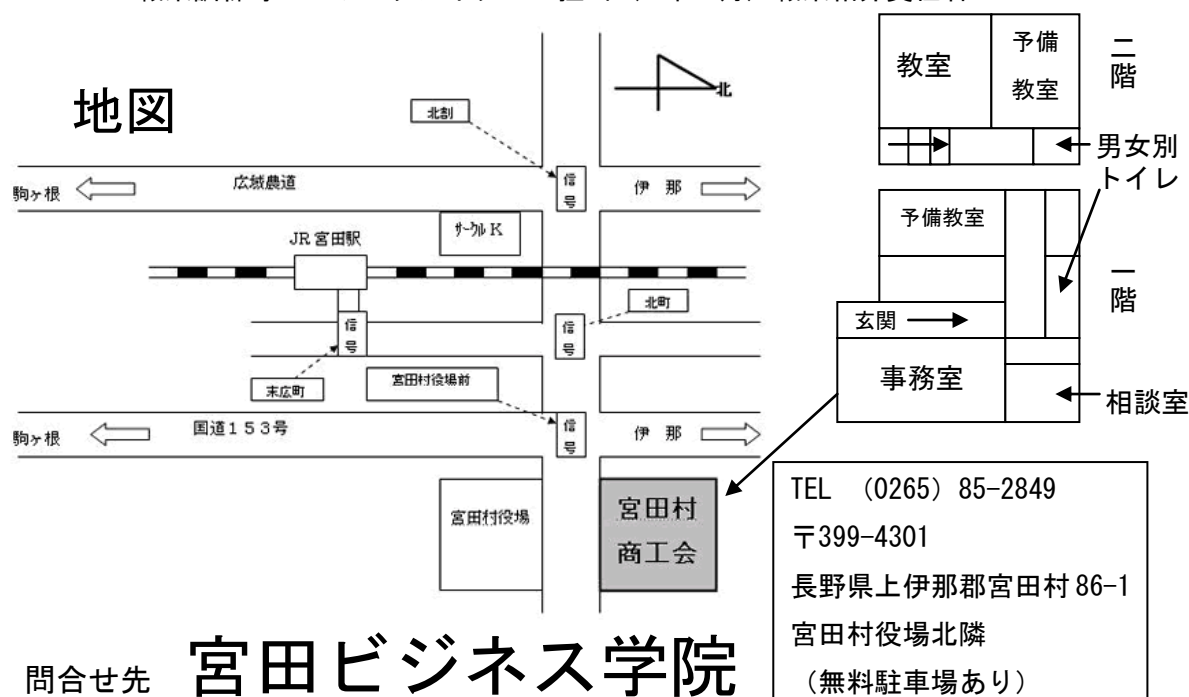 地図
北
北割
駒ヶ根
広域農道
信号
伊 那
JR 宮田駅
サークル K
北町
信号
信号
末広町
宮田村役場前
駒ヶ根
国道153号
信号
伊 那
宮田村役場
宮田村
商工会
教室
予備
教室
二階
男女別
トイレ
予備教室
一階
玄関
事務室
相談室
TEL (0265) 85-2849
〒399-4301
長野県上伊那郡宮田村 86-1
宮田村役場北隣
(無料駐車場あり)
問合せ先 宮田ビジネス学院